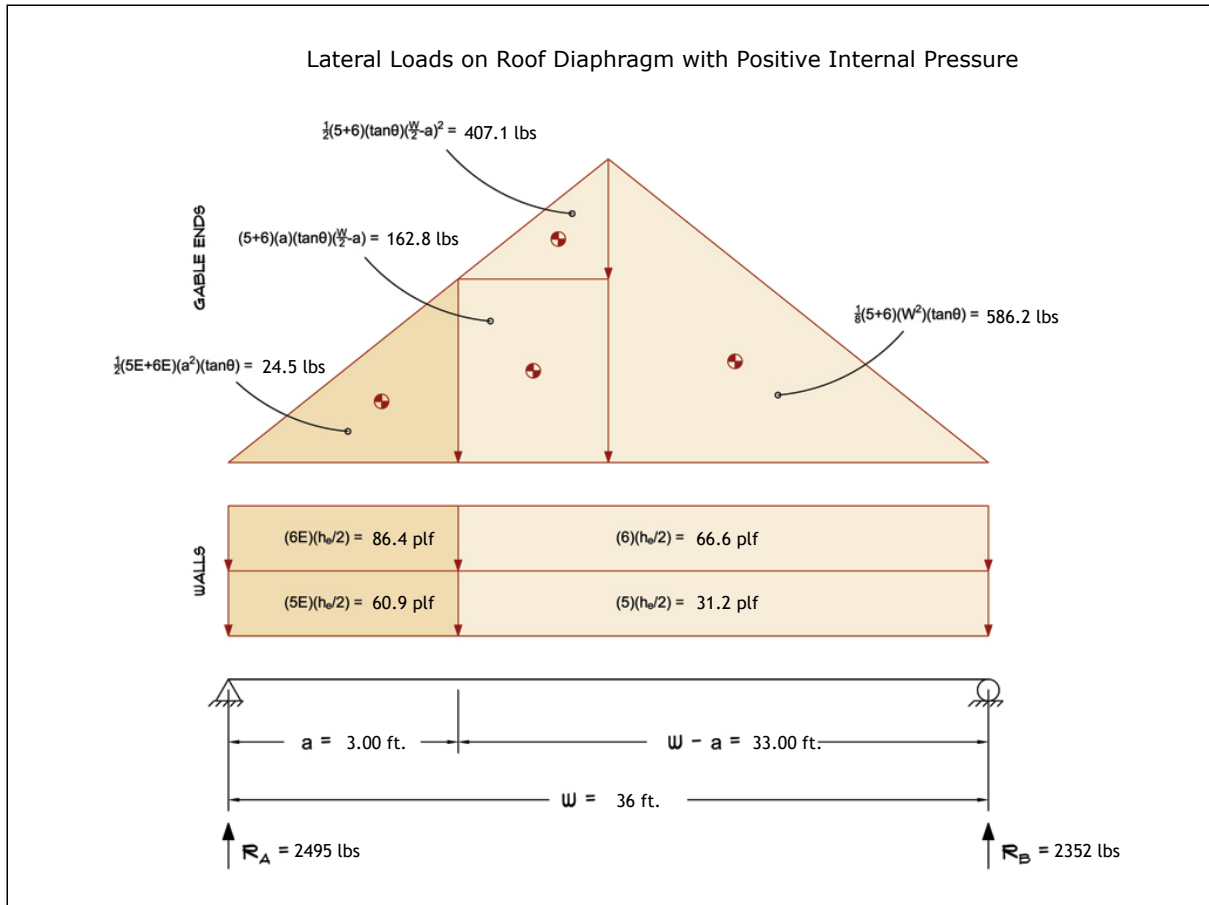 Lateral Loads on Roof Diaphragm with Positive Internal Pressure
½(5+6)(tanθ)(W/2-a)² = 407.1 lbs
(5+6)(a)(tanθ)(W/2-a) = 162.8 lbs
⅛(5+6)(W²)(tanθ) = 586.2 lbs
½(5E+6E)(a²)(tanθ) = 24.5 lbs
GABLE ENDS
WALLS
(6E)(hₑ/2) = 86.4 plf
(6)(hₑ/2) = 66.6 plf
(5E)(hₑ/2) = 60.9 plf
(5)(hₑ/2) = 31.2 plf
a = 3.00 ft.
W - a = 33.00 ft.
W = 36 ft.
R_A = 2495 lbs
R_B = 2352 lbs